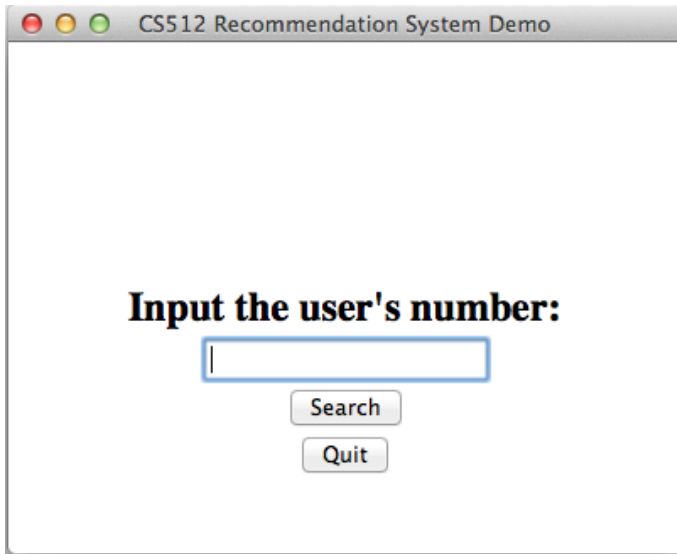 CS512 Recommendation System Demo
Input the user's number:
Search
Quit